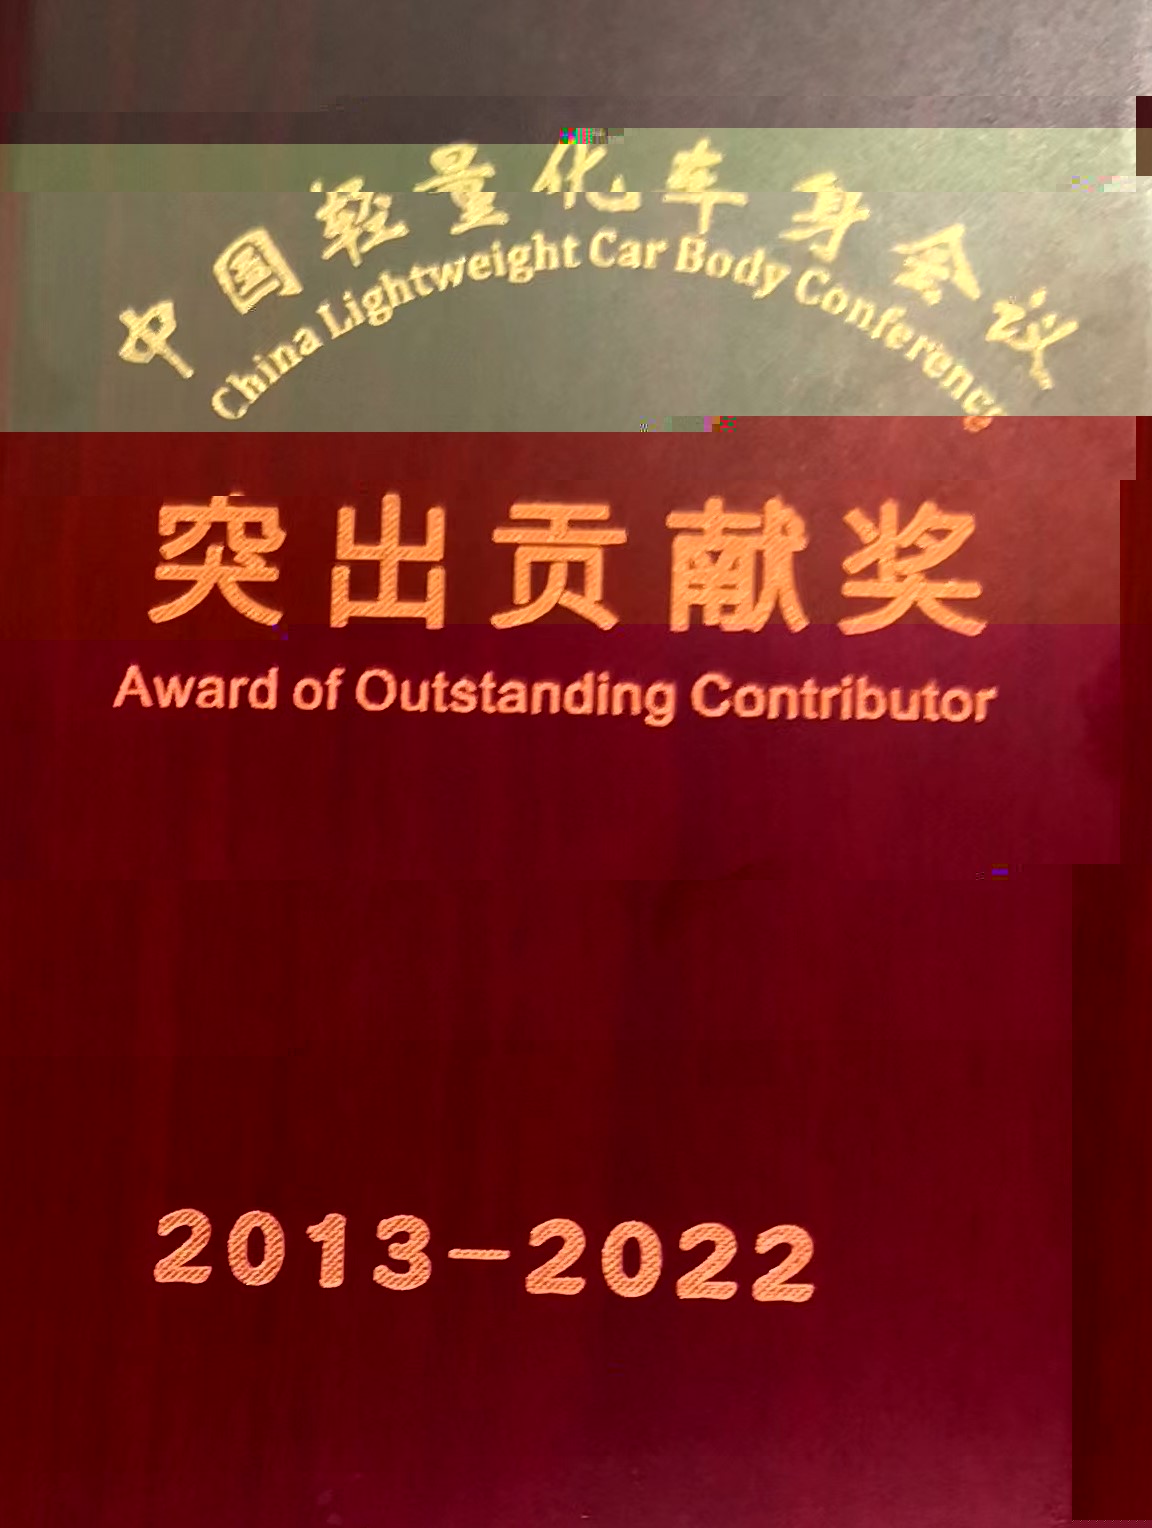 中国轻量化车身会议
China Lightweight Car Body Conference
突出贡献奖
Award of Outstanding Contributor
2013-2022